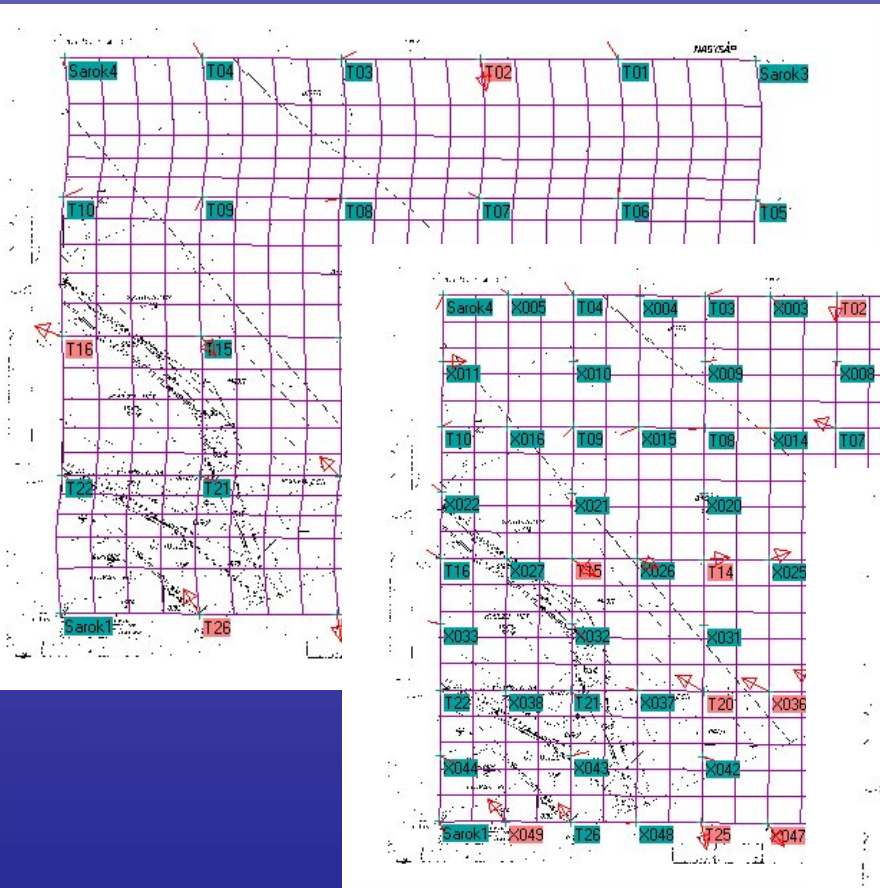 Sarok4 T04 T03 T02 T01 Sarok3
T10 T09 T08 T07 T06 T05
T16 T15
T22 T21
Sarok1 T26
Sarok4 X005 T04 X004 T03 X003 T02
X011 X010 X009 X008
T10 X016 T09 X015 T08 X014 T07
X022 X021 X020
T16 X027 T15 X026 T14 X025
X033 X032 X031
T22 X038 T21 X037 T20 X036
X044 X043 X042
Sarok1 X049 T26 X048 T25 X047